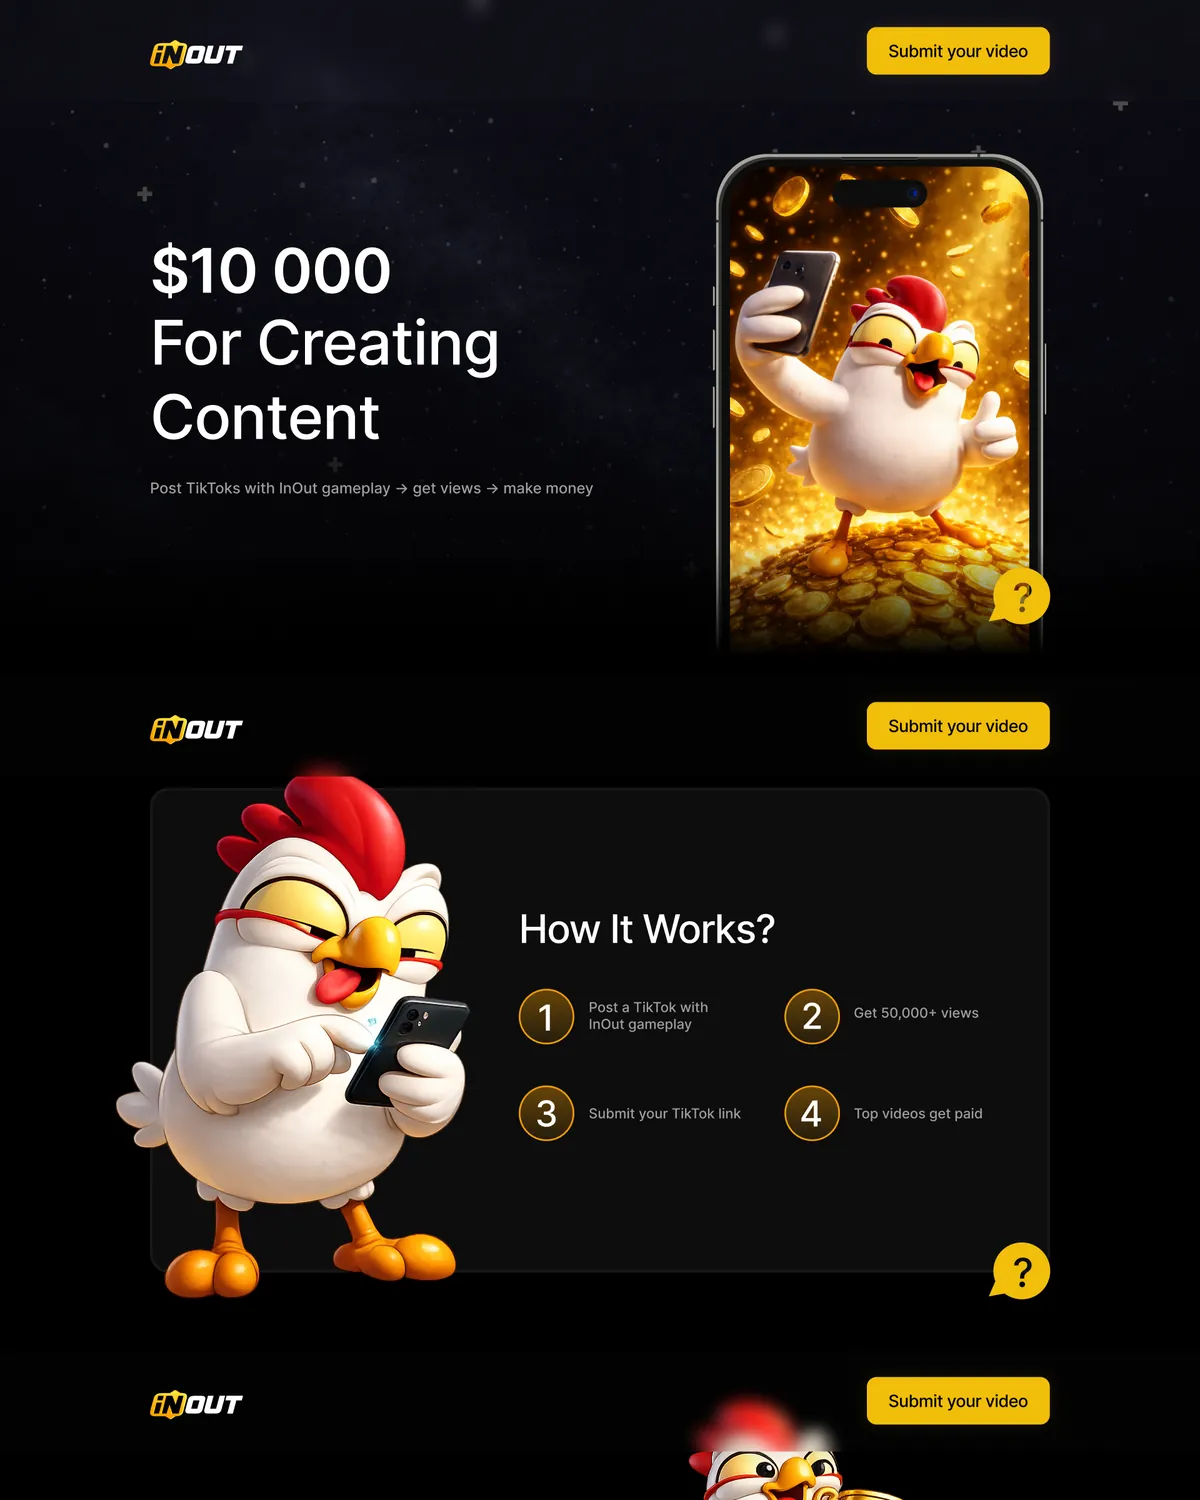 INOUT
Submit your video
$10 000
For Creating
Content
Post TikToks with InOut gameplay → get views → make money
?
INOUT
Submit your video
How It Works?
1
Post a TikTok with
InOut gameplay
2
Get 50,000+ views
3
Submit your TikTok link
4
Top videos get paid
?
INOUT
Submit your video